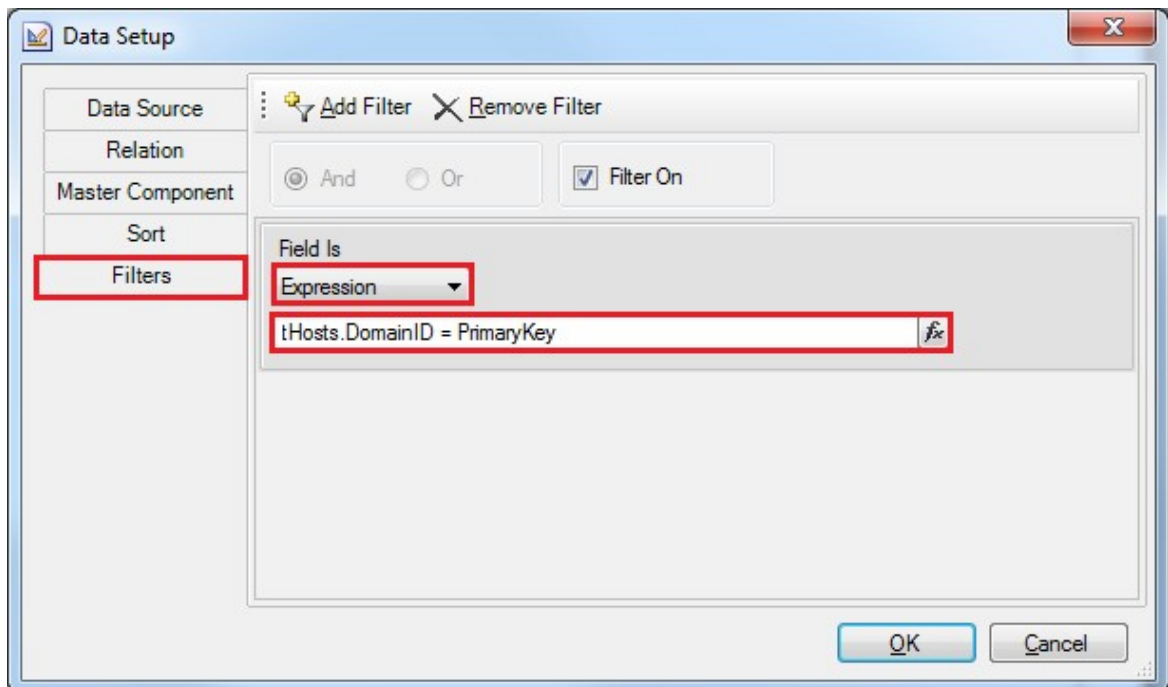 Data Setup
Data Source
Relation
Master Component
Sort
Filters
Add Filter Remove Filter
And Or Filter On
Field Is
Expression
tHosts.DomainID = PrimaryKey
OK Cancel